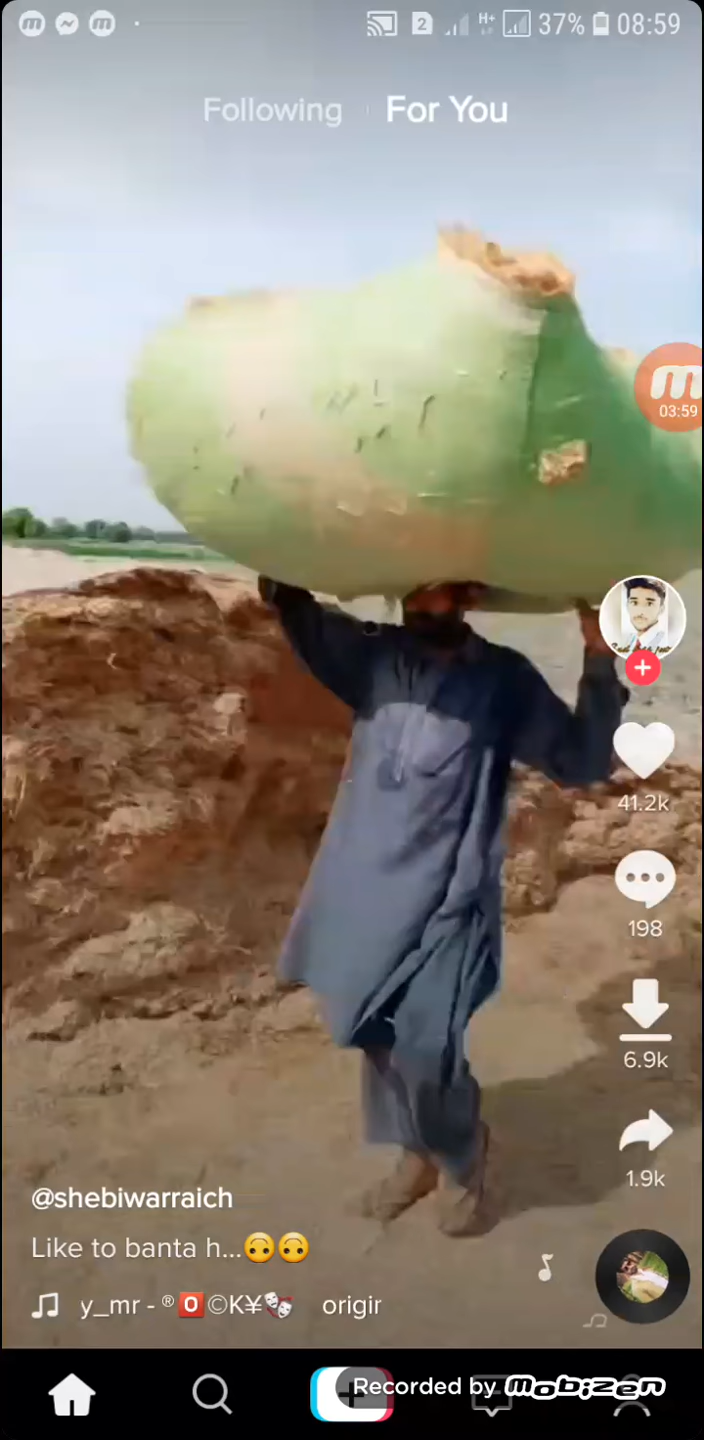 2 H+ 37% 08:59
Following For You
m
03:59
41.2k
198
6.9k
1.9k
@shebiwarraich
Like to banta h...🙃🙃
y_mr - ®🅾©K¥🎭 origir
Recorded by mobizen